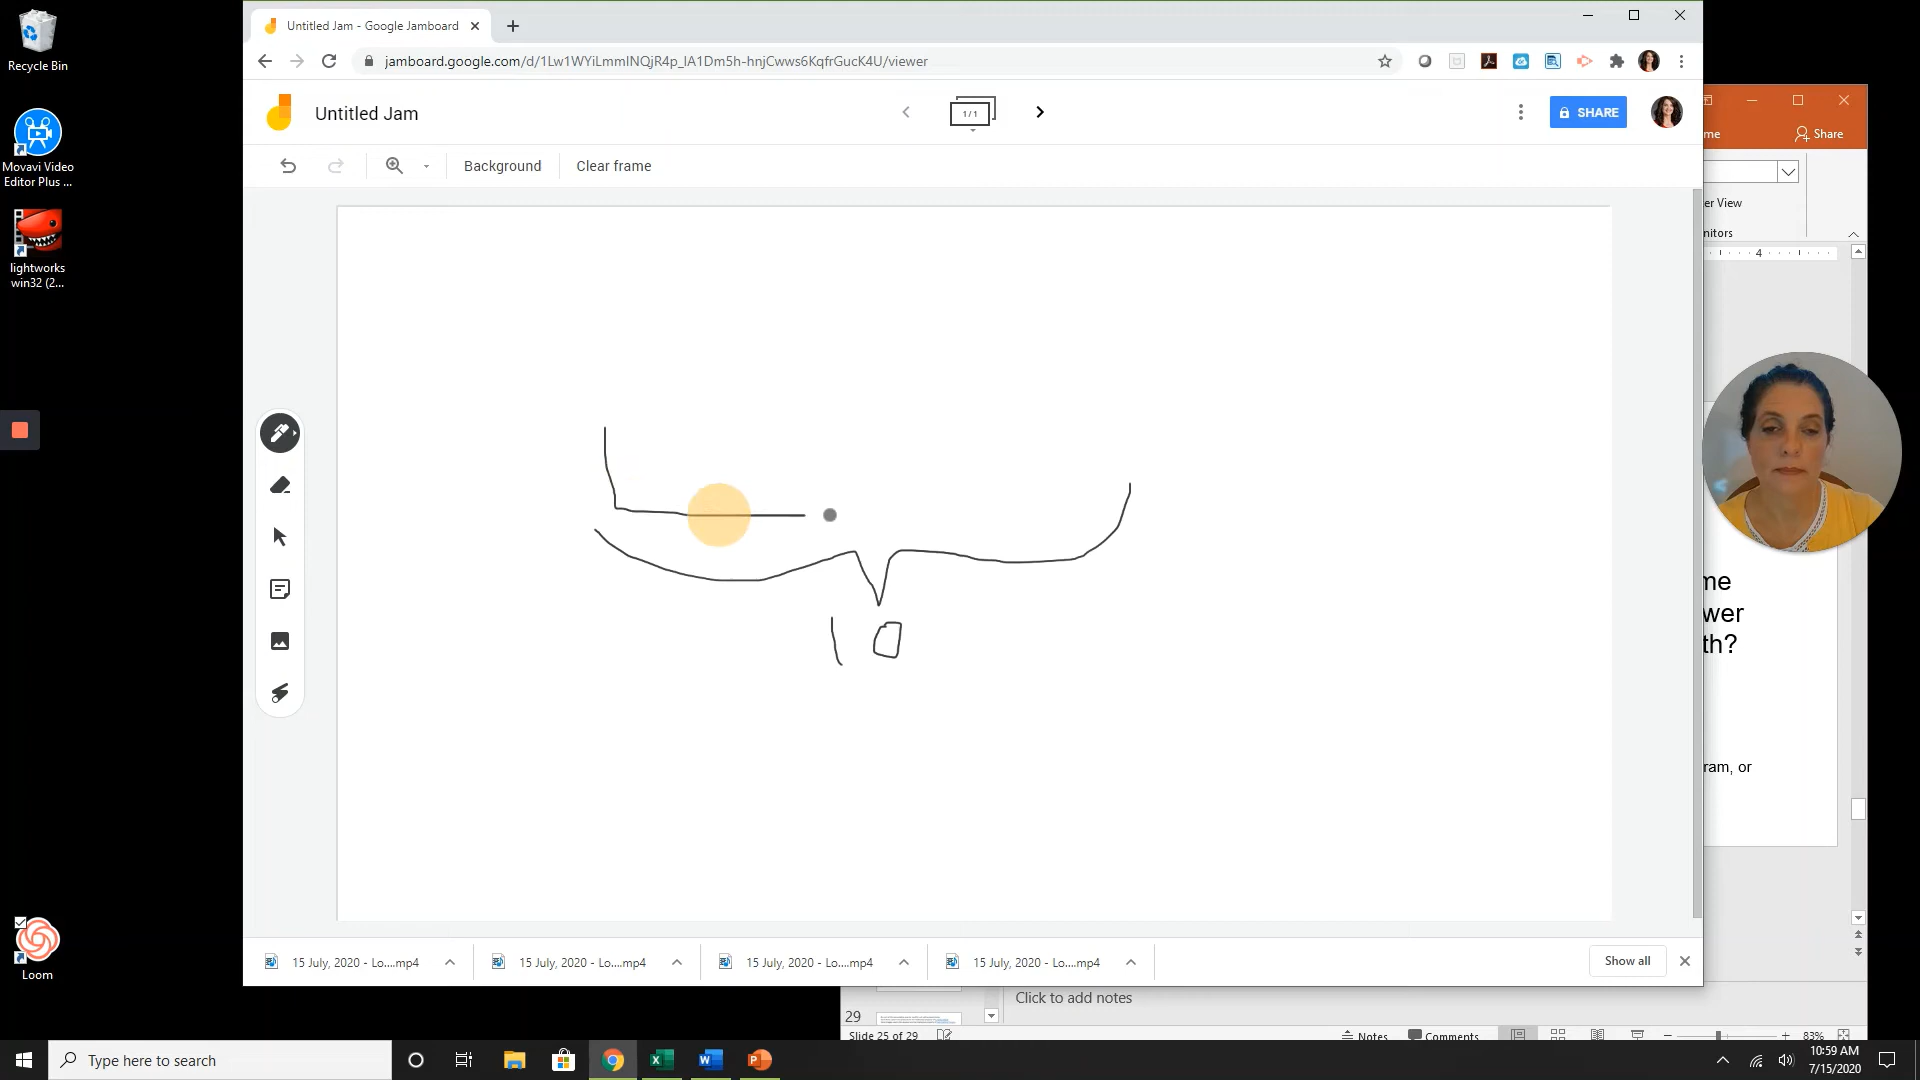 Recycle Bin
Untitled Jam - Google Jamboard
jamboard.google.com/d/1Lw1WYiLmmINQjR4p_IA1Dm5h-hnjCwws6KqfrGucK4U/viewer
Untitled Jam
1/1
SHARE
me
Share
Movavi Video
Editor Plus ...
Background
Clear frame
er View
nitors
4
lightworks
win32 (2...
10
me
wer
th?
ram, or
Loom
15 July, 2020 - Lo....mp4
15 July, 2020 - Lo....mp4
15 July, 2020 - Lo....mp4
15 July, 2020 - Lo....mp4
Show all
Click to add notes
29
Slide 25 of 29
Notes
Comments
83%
Type here to search
10:59 AM
7/15/2020